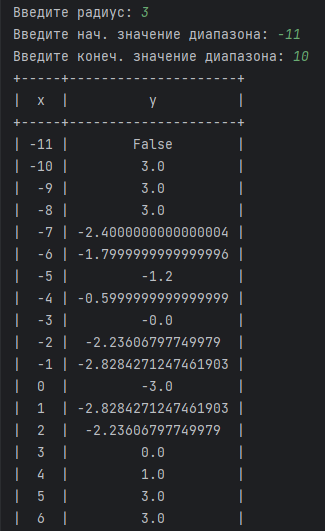 Введите радиус: 3
Введите нач. значение диапазона: -11
Введите конеч. значение диапазона: 10
+-----+---------------------+
|  x  |          y          |
+-----+---------------------+
| -11 |        False        |
| -10 |         3.0         |
|  -9 |         3.0         |
|  -8 |         3.0         |
|  -7 | -2.4000000000000004 |
|  -6 | -1.7999999999999996 |
|  -5 |         -1.2        |
|  -4 | -0.5999999999999999 |
|  -3 |         -0.0        |
|  -2 |  -2.23606797749979  |
|  -1 | -2.8284271247461903 |
|  0  |         -3.0        |
|  1  | -2.8284271247461903 |
|  2  |  -2.23606797749979  |
|  3  |         0.0         |
|  4  |         1.0         |
|  5  |         3.0         |
|  6  |         3.0         |